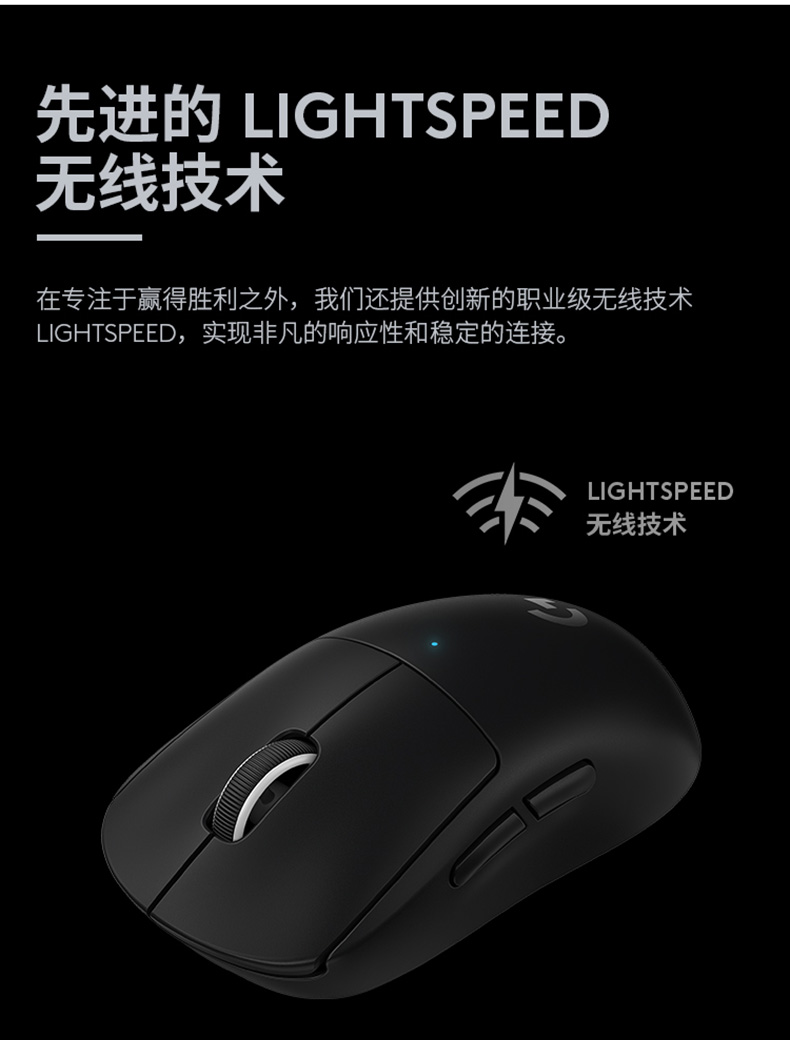 先进的 LIGHTSPEED
无线技术
在专注于赢得胜利之外，我们还提供创新的职业级无线技术
LIGHTSPEED，实现非凡的响应性和稳定的连接。
LIGHTSPEED
无线技术